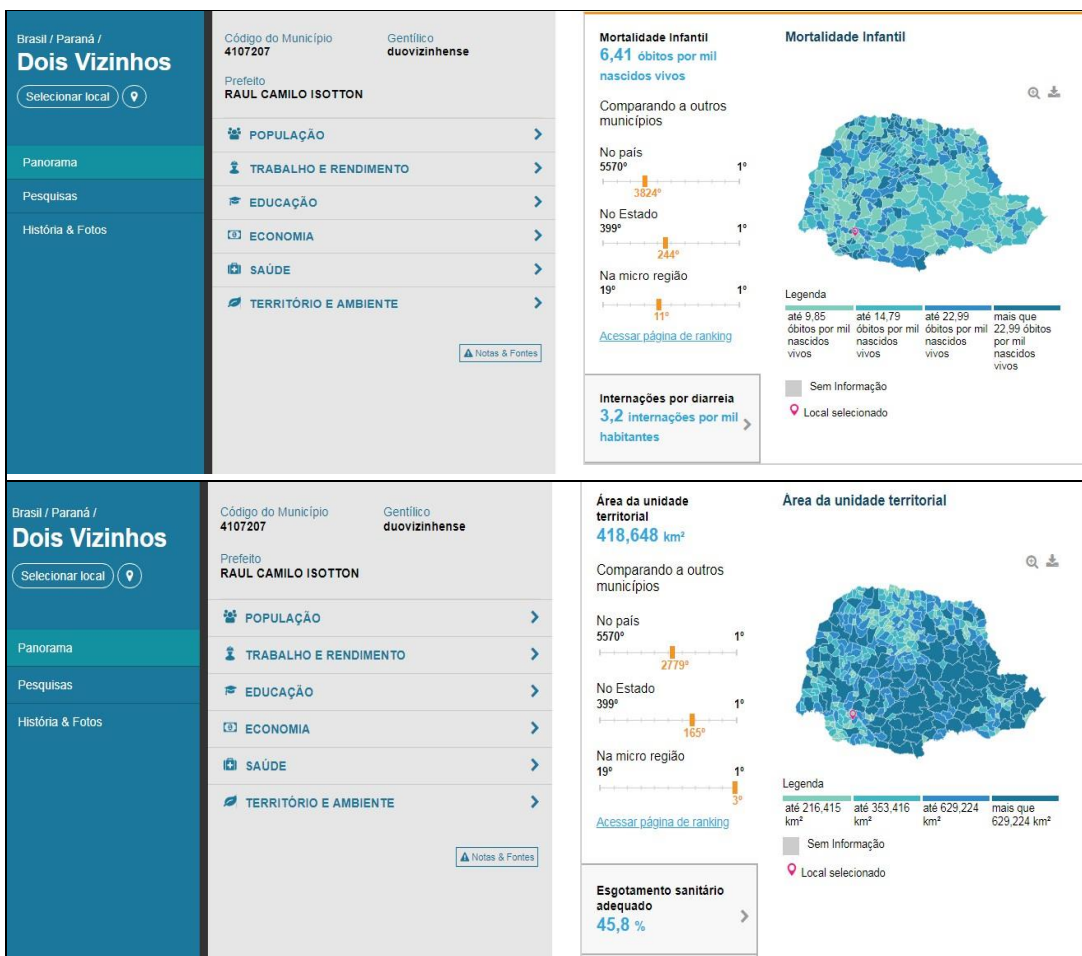 Brasil / Paraná /
Dois Vizinhos
Selecionar local
Panorama
Pesquisas
História & Fotos
Código do Município
4107207
Gentílico
duovizinhense
Prefeito
RAUL CAMILO ISOTTON
POPULAÇÃO
TRABALHO E RENDIMENTO
EDUCAÇÃO
ECONOMIA
SAÚDE
TERRITÓRIO E AMBIENTE
Notas & Fontes
Mortalidade Infantil
6,41 óbitos por mil
nascidos vivos
Comparando a outros
municípios
No país
5570º 1º
3824º
No Estado
399º 1º
244º
Na micro região
19º 1º
11º
Acessar página de ranking
Internações por diarreia
3,2 internações por mil
habitantes
Mortalidade Infantil
Legenda
até 9,85
óbitos por mil
nascidos
vivos
até 14,79
óbitos por mil
nascidos
vivos
até 22,99
óbitos por mil
nascidos
vivos
mais que
22,99 óbitos
por mil
nascidos
vivos
Sem Informação
Local selecionado
Brasil / Paraná /
Dois Vizinhos
Selecionar local
Panorama
Pesquisas
História & Fotos
Código do Município
4107207
Gentílico
duovizinhense
Prefeito
RAUL CAMILO ISOTTON
POPULAÇÃO
TRABALHO E RENDIMENTO
EDUCAÇÃO
ECONOMIA
SAÚDE
TERRITÓRIO E AMBIENTE
Notas & Fontes
Área da unidade
territorial
418,648 km²
Comparando a outros
municípios
No país
5570º 1º
2779º
No Estado
399º 1º
165º
Na micro região
19º 1º
3º
Acessar página de ranking
Esgotamento sanitário
adequado
45,8 %
Área da unidade territorial
Legenda
até 216,415
km²
até 353,416
km²
até 629,224
km²
mais que
629,224 km²
Sem Informação
Local selecionado